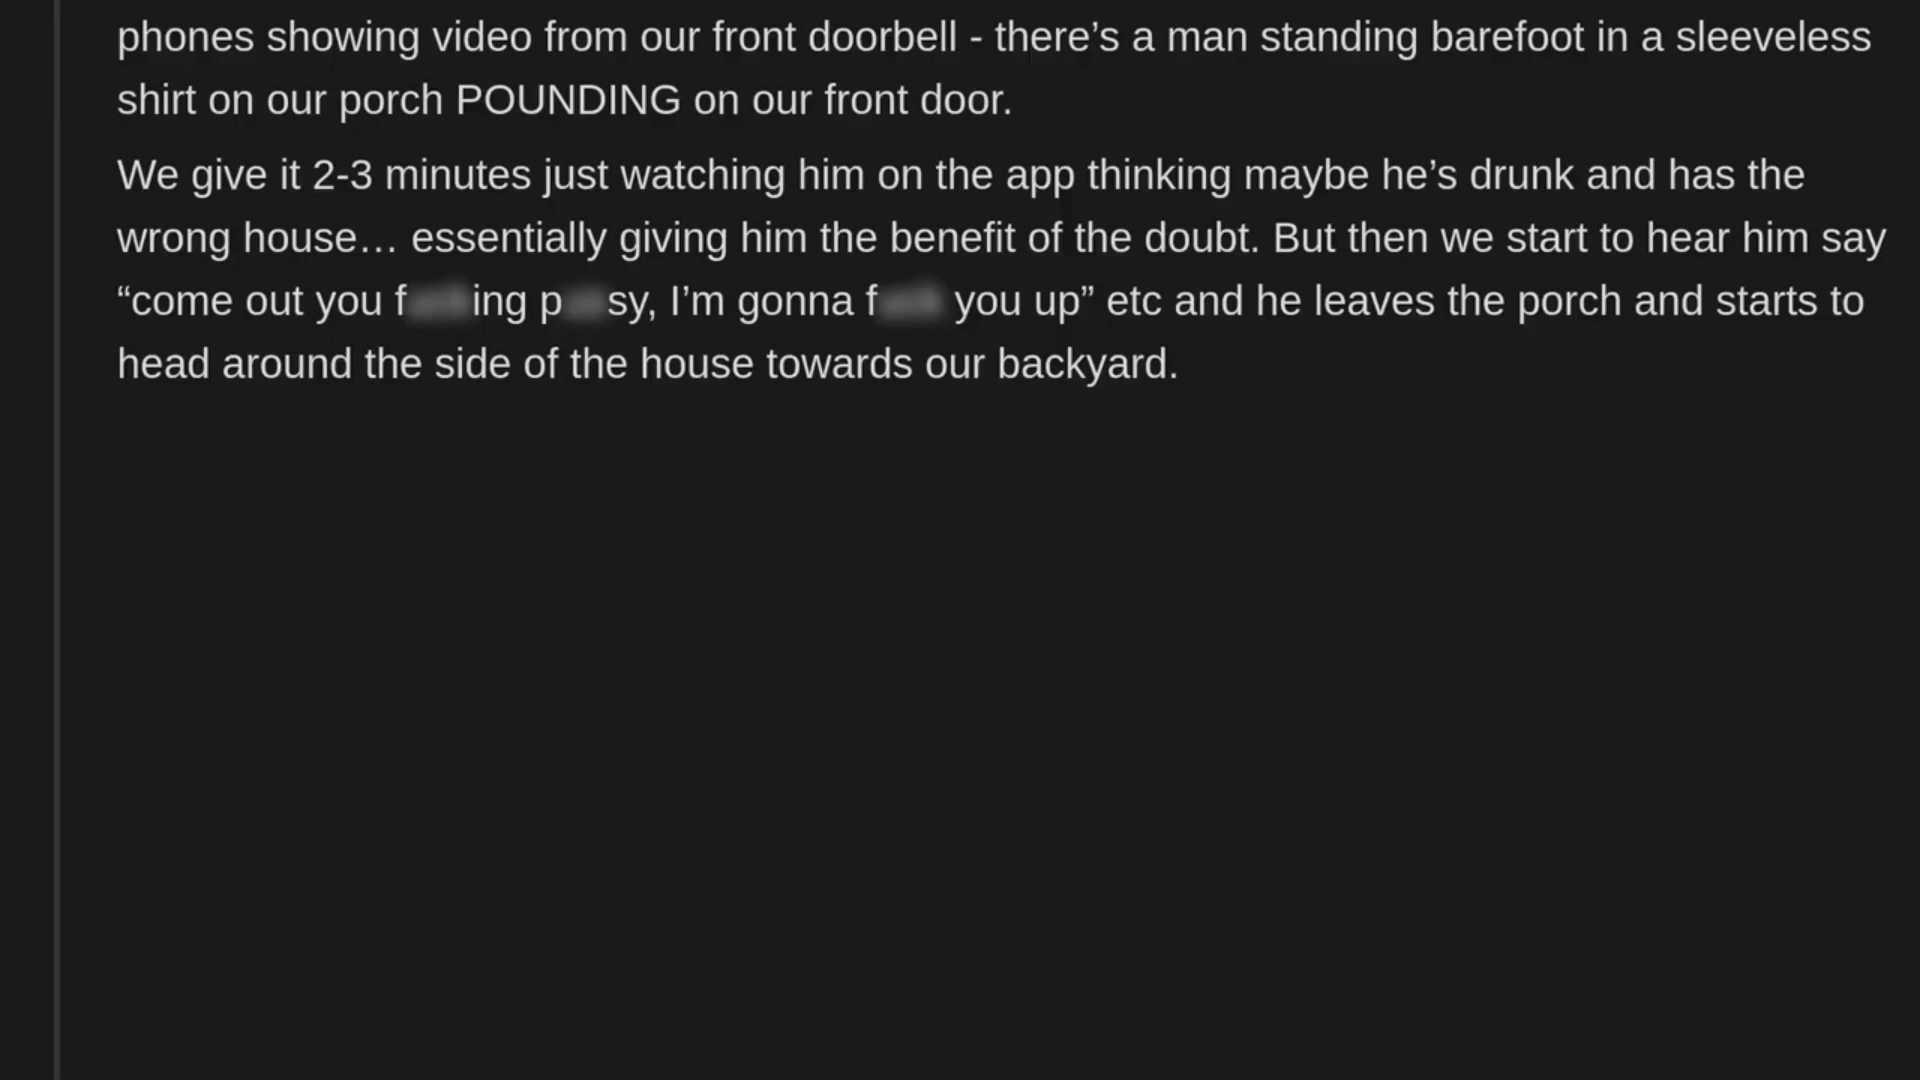 phones showing video from our front doorbell - there’s a man standing barefoot in a sleeveless
shirt on our porch POUNDING on our front door.
We give it 2-3 minutes just watching him on the app thinking maybe he’s drunk and has the
wrong house… essentially giving him the benefit of the doubt. But then we start to hear him say
“come out you f ing p sy, I’m gonna f you up” etc and he leaves the porch and starts to
head around the side of the house towards our backyard.